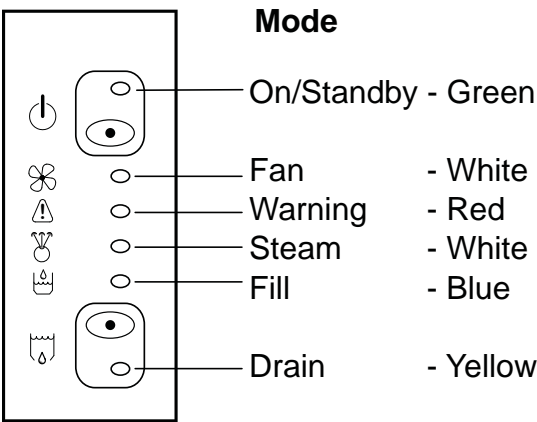 Mode
On/Standby - Green
Fan - White
Warning - Red
Steam - White
Fill - Blue
Drain - Yellow